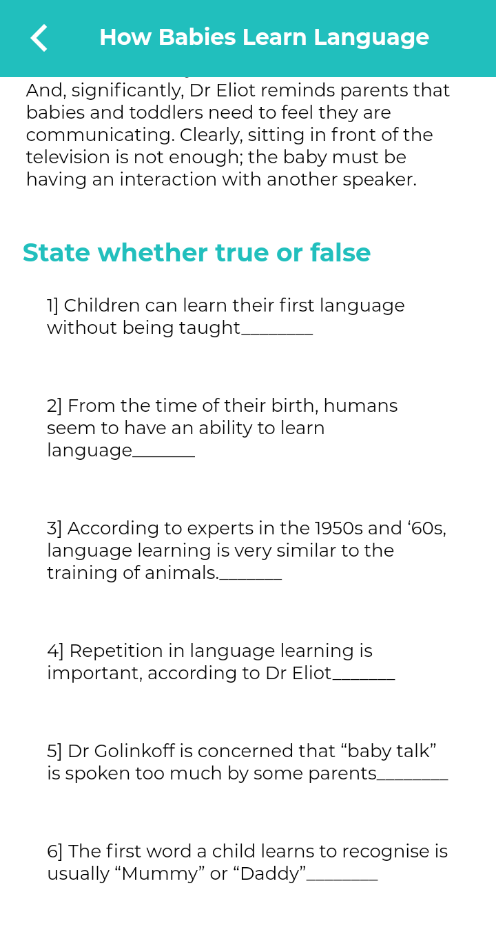 How Babies Learn Language
And, significantly, Dr Eliot reminds parents that
babies and toddlers need to feel they are
communicating. Clearly, sitting in front of the
television is not enough; the baby must be
having an interaction with another speaker.
State whether true or false
1] Children can learn their first language
without being taught________
2] From the time of their birth, humans
seem to have an ability to learn
language_______
3] According to experts in the 1950s and ‘60s,
language learning is very similar to the
training of animals._______
4] Repetition in language learning is
important, according to Dr Eliot_______
5] Dr Golinkoff is concerned that “baby talk”
is spoken too much by some parents________
6] The first word a child learns to recognise is
usually “Mummy” or “Daddy”________